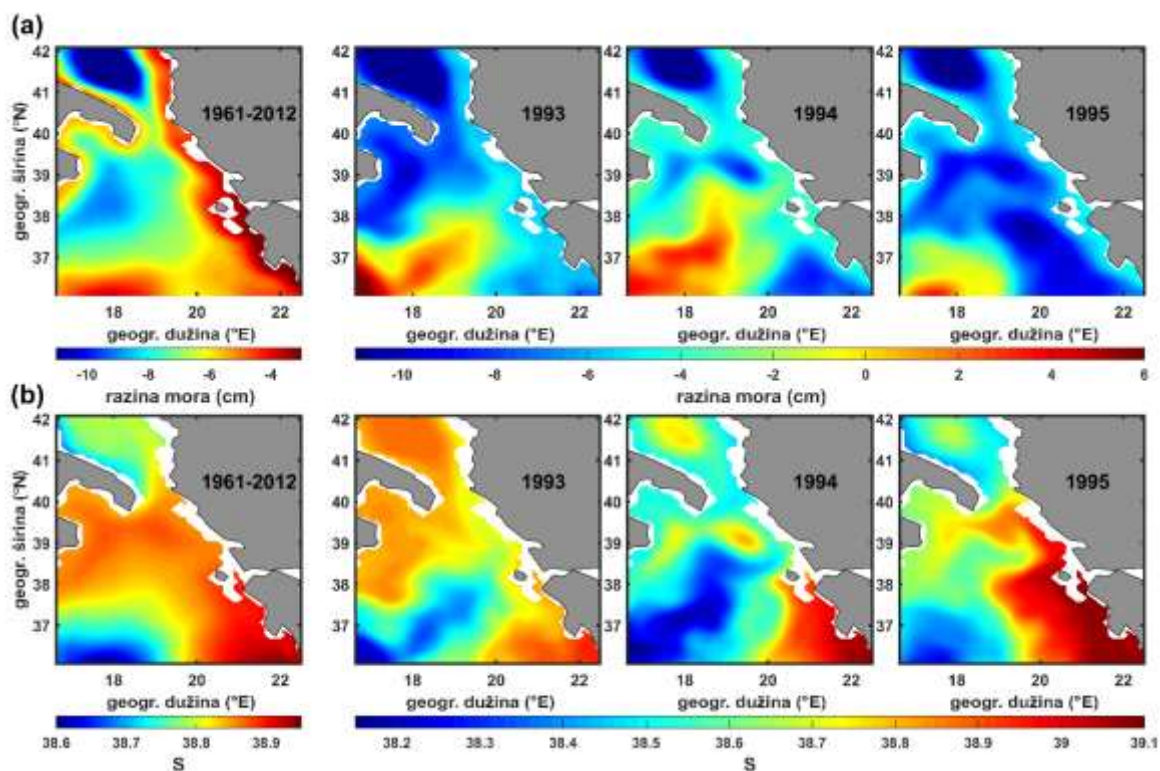 (a)
42
41
40
39
38
37
geogr. širina (°N)
1961-2012
1993
1994
1995
18 20 22
18 20 22
18 20 22
18 20 22
geogr. dužina (°E)
geogr. dužina (°E)
geogr. dužina (°E)
geogr. dužina (°E)
-10 -8 -6 -4
-10 -8 -6 -4 -2 0 2 4 6
razina mora (cm)
razina mora (cm)
(b)
42
41
40
39
38
37
geogr. širina (°N)
1961-2012
1993
1994
1995
18 20 22
18 20 22
18 20 22
18 20 22
geogr. dužina (°E)
geogr. dužina (°E)
geogr. dužina (°E)
geogr. dužina (°E)
38.6 38.7 38.8 38.9
38.2 38.3 38.4 38.5 38.6 38.7 38.8 38.9 39 39.1
S
S